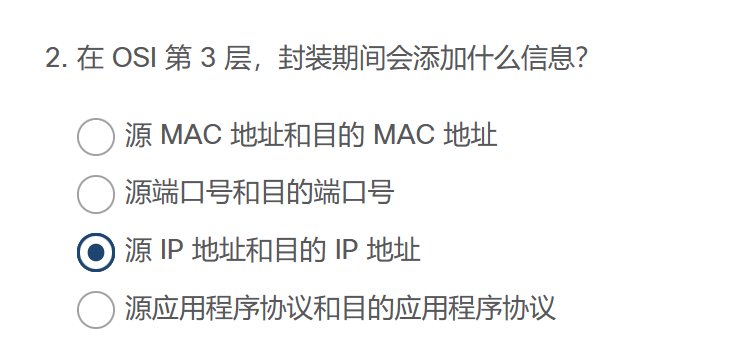 2. 在 OSI 第 3 层，封装期间会添加什么信息？
源 MAC 地址和目的 MAC 地址
源端口号和目的端口号
源 IP 地址和目的 IP 地址
源应用程序协议和目的应用程序协议